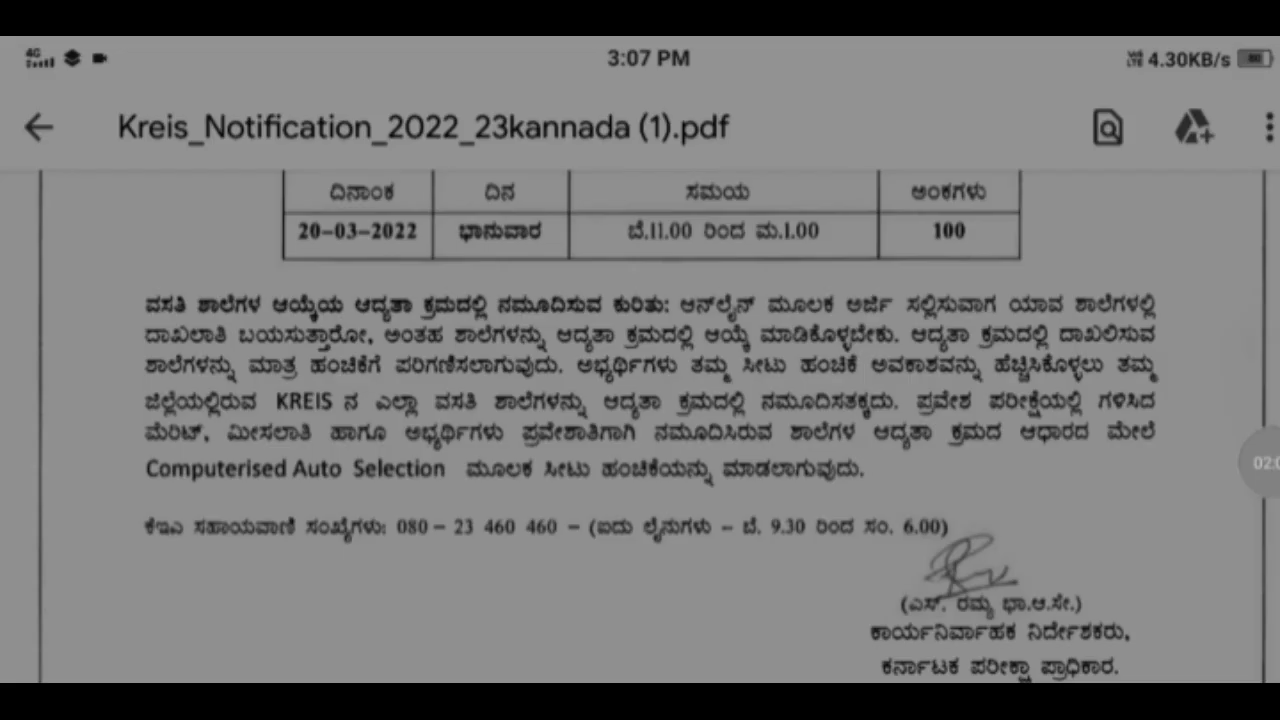 4G
3:07 PM
VoLTE 4.30KB/s
Kreis_Notification_2022_23kannada (1).pdf
ದಿನಾಂಕ ದಿನ ಸಮಯ ಅಂಕಗಳು
20-03-2022 ಭಾನುವಾರ ಬೆ.11.00 ರಿಂದ ಮ.1.00 100
ವಸತಿ ಶಾಲೆಗಳ ಆಯ್ಕೆಯ ಆದ್ಯತಾ ಕ್ರಮದಲ್ಲಿ ನಮೂದಿಸುವ ಕುರಿತು: ಆನ್‌ಲೈನ್ ಮೂಲಕ ಅರ್ಜಿ ಸಲ್ಲಿಸುವಾಗ ಯಾವ ಶಾಲೆಗಳಲ್ಲಿ
ದಾಖಲಾತಿ ಬಯಸುತ್ತಾರೋ, ಅಂತಹ ಶಾಲೆಗಳನ್ನು ಆದ್ಯತಾ ಕ್ರಮದಲ್ಲಿ ಆಯ್ಕೆ ಮಾಡಿಕೊಳ್ಳಬೇಕು. ಆದ್ಯತಾ ಕ್ರಮದಲ್ಲಿ ದಾಖಲಿಸುವ
ಶಾಲೆಗಳನ್ನು ಮಾತ್ರ ಹಂಚಿಕೆಗೆ ಪರಿಗಣಿಸಲಾಗುವುದು. ಅಭ್ಯರ್ಥಿಗಳು ತಮ್ಮ ಸೀಟು ಹಂಚಿಕೆ ಅವಕಾಶವನ್ನು ಹೆಚ್ಚಿಸಿಕೊಳ್ಳಲು ತಮ್ಮ
ಜಿಲ್ಲೆಯಲ್ಲಿರುವ KREIS ನ ಎಲ್ಲಾ ವಸತಿ ಶಾಲೆಗಳನ್ನು ಆದ್ಯತಾ ಕ್ರಮದಲ್ಲಿ ನಮೂದಿಸತಕ್ಕದು. ಪ್ರವೇಶ ಪರೀಕ್ಷೆಯಲ್ಲಿ ಗಳಿಸಿದ
ಮೆರಿಟ್, ಮೀಸಲಾತಿ ಹಾಗೂ ಅಭ್ಯರ್ಥಿಗಳು ಪ್ರವೇಶಾತಿಗಾಗಿ ನಮೂದಿಸಿರುವ ಶಾಲೆಗಳ ಆದ್ಯತಾ ಕ್ರಮದ ಆಧಾರದ ಮೇಲೆ
Computerised Auto Selection ಮೂಲಕ ಸೀಟು ಹಂಚಿಕೆಯನ್ನು ಮಾಡಲಾಗುವುದು.
ಕೆಇಎ ಸಹಾಯವಾಣಿ ಸಂಖ್ಯೆಗಳು: 080 – 23 460 460 – (ಐದು ಲೈನುಗಳು – ಬೆ. 9.30 ರಿಂದ ಸಂ. 6.00)
(ಎಸ್. ರಮ್ಯ ಭಾ.ಆ.ಸೇ.)
ಕಾರ್ಯನಿರ್ವಾಹಕ ನಿರ್ದೇಶಕರು,
ಕರ್ನಾಟಕ ಪರೀಕ್ಷಾ ಪ್ರಾಧಿಕಾರ.